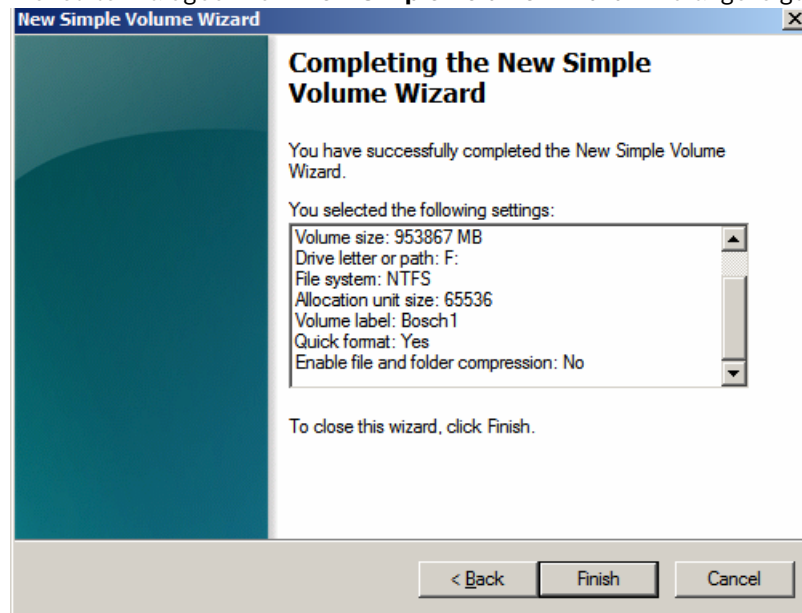 New Simple Volume Wizard
Completing the New Simple
Volume Wizard
You have successfully completed the New Simple Volume
Wizard.
You selected the following settings:
Volume size: 953867 MB
Drive letter or path: F:
File system: NTFS
Allocation unit size: 65536
Volume label: Bosch1
Quick format: Yes
Enable file and folder compression: No
To close this wizard, click Finish.
< Back
Finish
Cancel